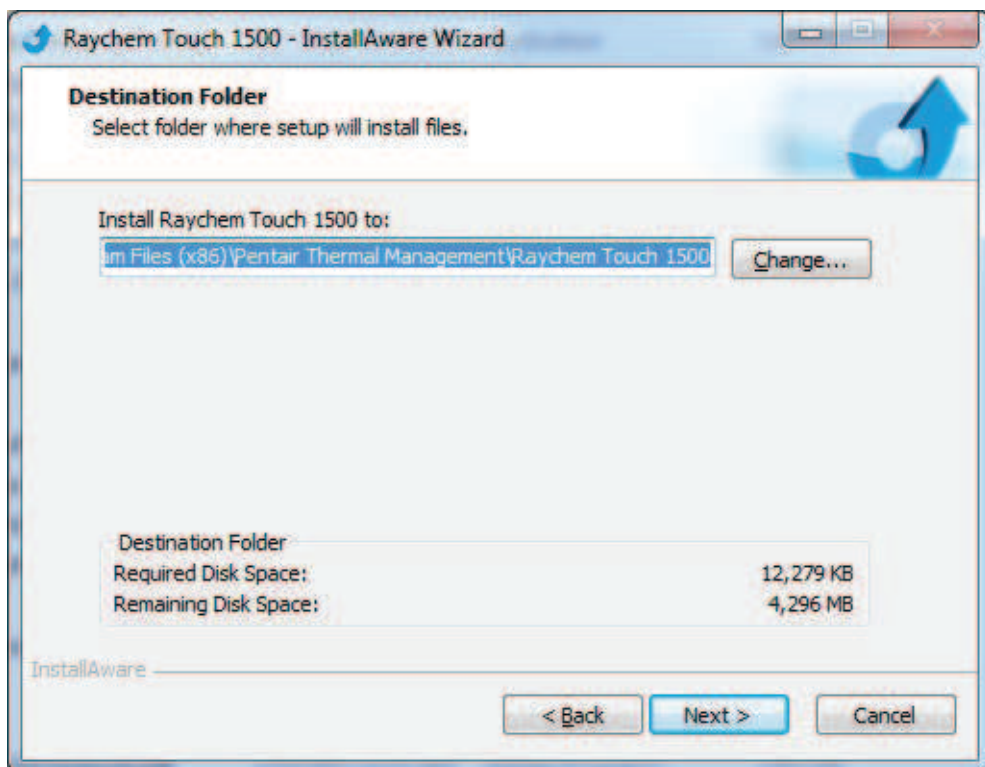 Raychem Touch 1500 - InstallAware Wizard
Destination Folder
Select folder where setup will install files.
Install Raychem Touch 1500 to:
am Files (x86)\Pentair Thermal Management\Raychem Touch 1500
Change...
Destination Folder
Required Disk Space: 12,279 KB
Remaining Disk Space: 4,296 MB
InstallAware
< Back Next > Cancel